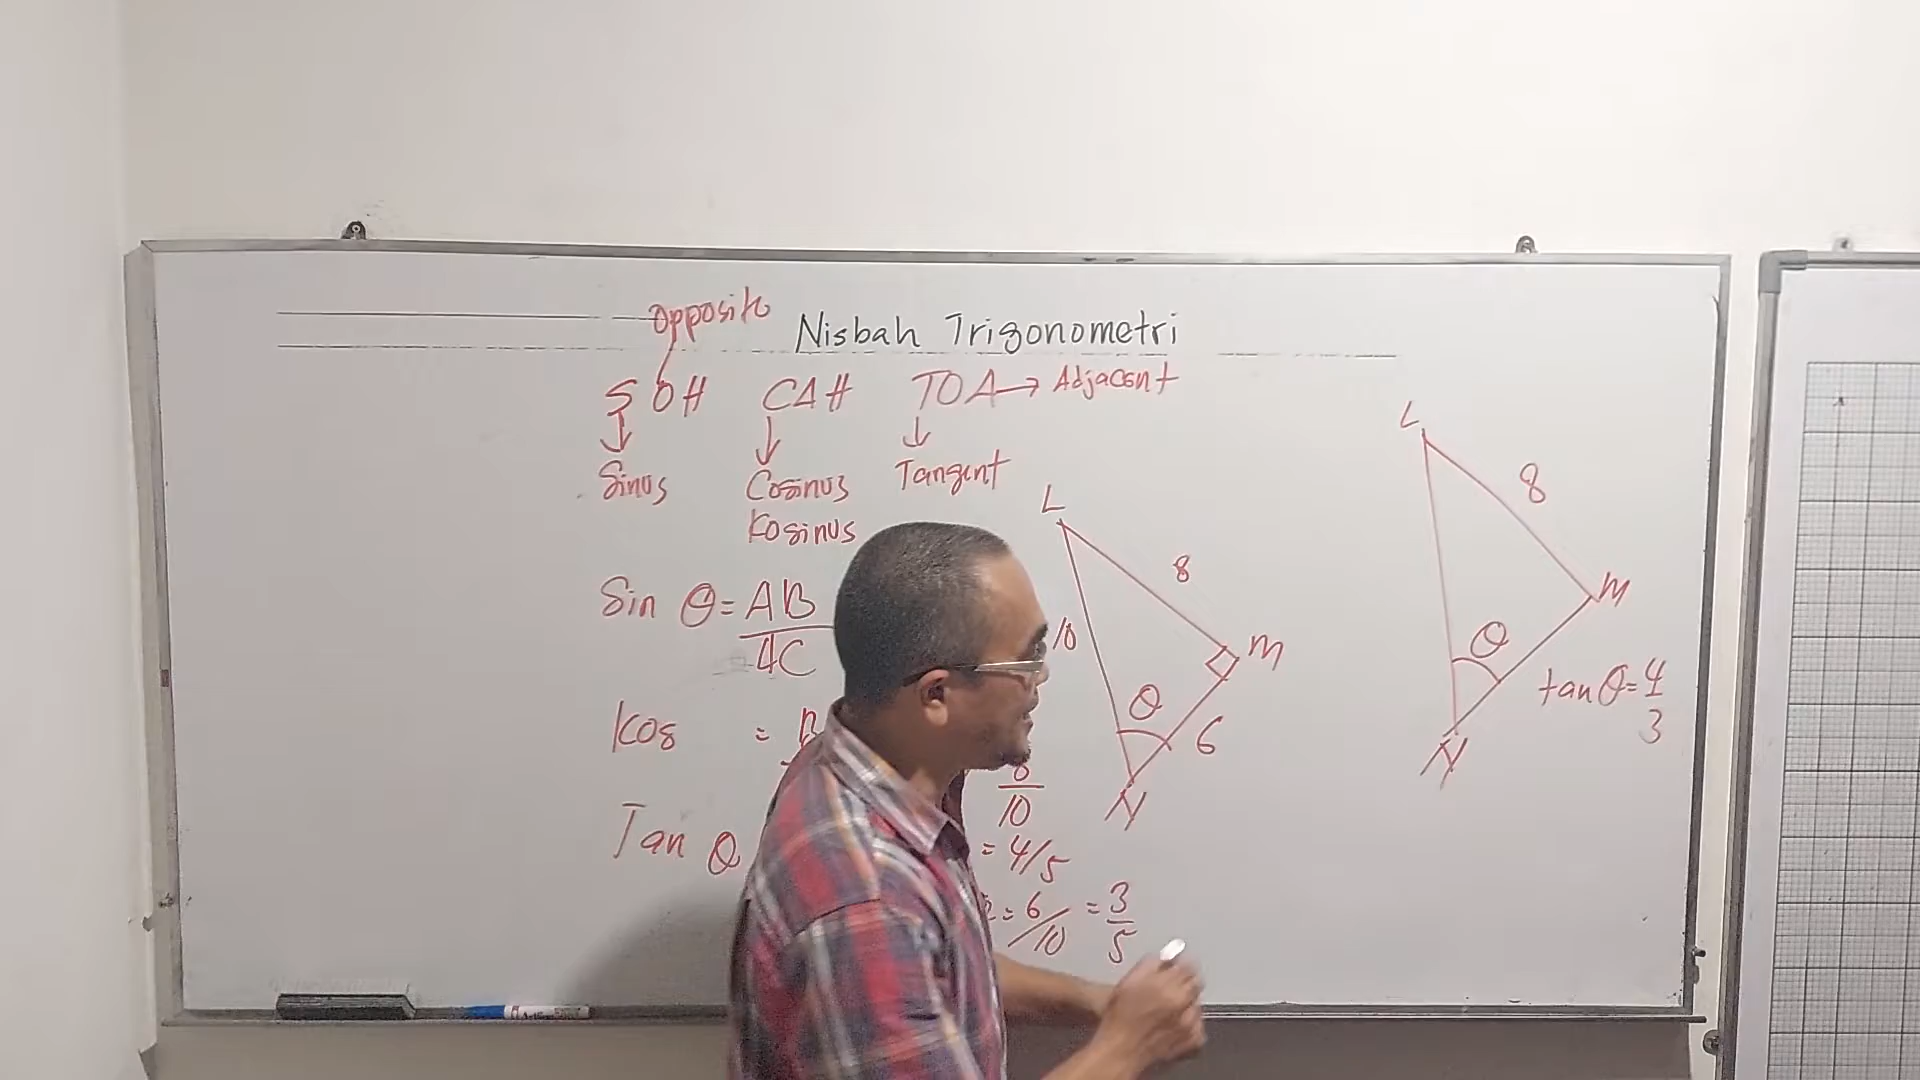 Opposite
Nisbah Trigonometri
SOH CAH TOA → Adjacent
Sinus Cosinus Tangent
Kosinus
Sin θ = AB
AC
Kos =
Tan θ
10
= 4/5
= 6/10 = 3
5
L
8
10
M
θ
6
N
L
8
M
θ
N
tan θ = 4
3